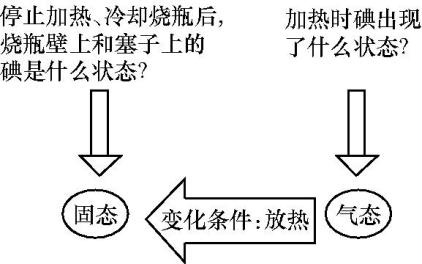 停止加热、冷却烧瓶后,
烧瓶壁上和塞子上的
碘是什么状态?
加热时碘出现
了什么状态?
固态
变化条件:放热
气态